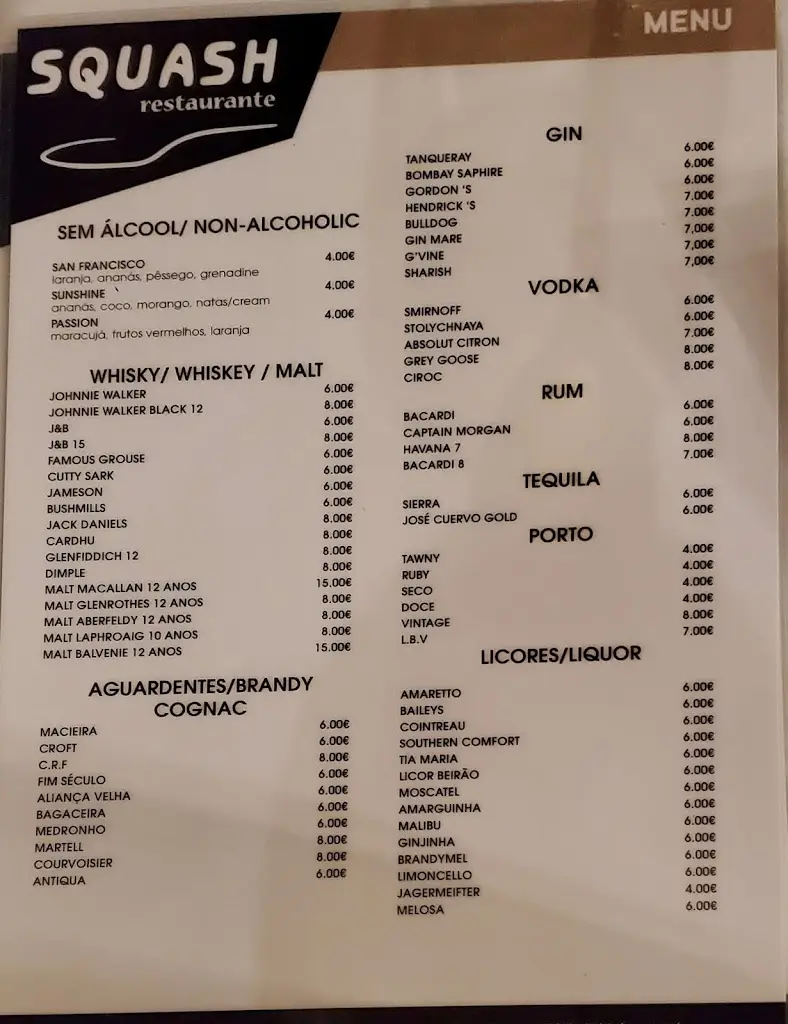 SQUASH
restaurante
MENU
SEM ÁLCOOL/ NON-ALCOHOLIC
SAN FRANCISCO 4.00€
laranja, ananás, pêssego, grenadine
SUNSHINE 4.00€
ananás, coco, morango, natas/cream
PASSION 4.00€
maracujá, frutos vermelhos, laranja
WHISKY/ WHISKEY / MALT
JOHNNIE WALKER 6.00€
JOHNNIE WALKER BLACK 12 8.00€
J&B 6.00€
J&B 15 8.00€
FAMOUS GROUSE 6.00€
CUTTY SARK 6.00€
JAMESON 6.00€
BUSHMILLS 6.00€
JACK DANIELS 8.00€
CARDHU 8.00€
GLENFIDDICH 12 8.00€
DIMPLE 8.00€
MALT MACALLAN 12 ANOS 15.00€
MALT GLENROTHES 12 ANOS 8.00€
MALT ABERFELDY 12 ANOS 8.00€
MALT LAPHROAIG 10 ANOS 8.00€
MALT BALVENIE 12 ANOS 15.00€
AGUARDENTES/BRANDY
COGNAC
MACIEIRA 6.00€
CROFT 6.00€
C.R.F 8.00€
FIM SÉCULO 6.00€
ALIANÇA VELHA 6.00€
BAGACEIRA 6.00€
MEDRONHO 6.00€
MARTELL 8.00€
COURVOISIER 8.00€
ANTIQUA 6.00€
GIN
TANQUERAY 6.00€
BOMBAY SAPHIRE 6.00€
GORDON 'S 6.00€
HENDRICK 'S 7.00€
BULLDOG 7.00€
GIN MARE 7,00€
G'VINE 7,00€
SHARISH 7,00€
VODKA
SMIRNOFF 6.00€
STOLYCHNAYA 6.00€
ABSOLUT CITRON 7.00€
GREY GOOSE 8.00€
CIROC 8.00€
RUM
BACARDI 6.00€
CAPTAIN MORGAN 6.00€
HAVANA 7 8.00€
BACARDI 8 7.00€
TEQUILA
SIERRA 6.00€
JOSÉ CUERVO GOLD 6.00€
PORTO
TAWNY 4.00€
RUBY 4.00€
SECO 4.00€
DOCE 4.00€
VINTAGE 8.00€
L.B.V 7.00€
LICORES/LIQUOR
AMARETTO 6.00€
BAILEYS 6.00€
COINTREAU 6.00€
SOUTHERN COMFORT 6.00€
TIA MARIA 6.00€
LICOR BEIRÃO 6.00€
MOSCATEL 6.00€
AMARGUINHA 6.00€
MALIBU 6.00€
GINJINHA 6.00€
BRANDYMEL 6.00€
LIMONCELLO 6.00€
JAGERMEIFTER 4.00€
MELOSA 6.00€